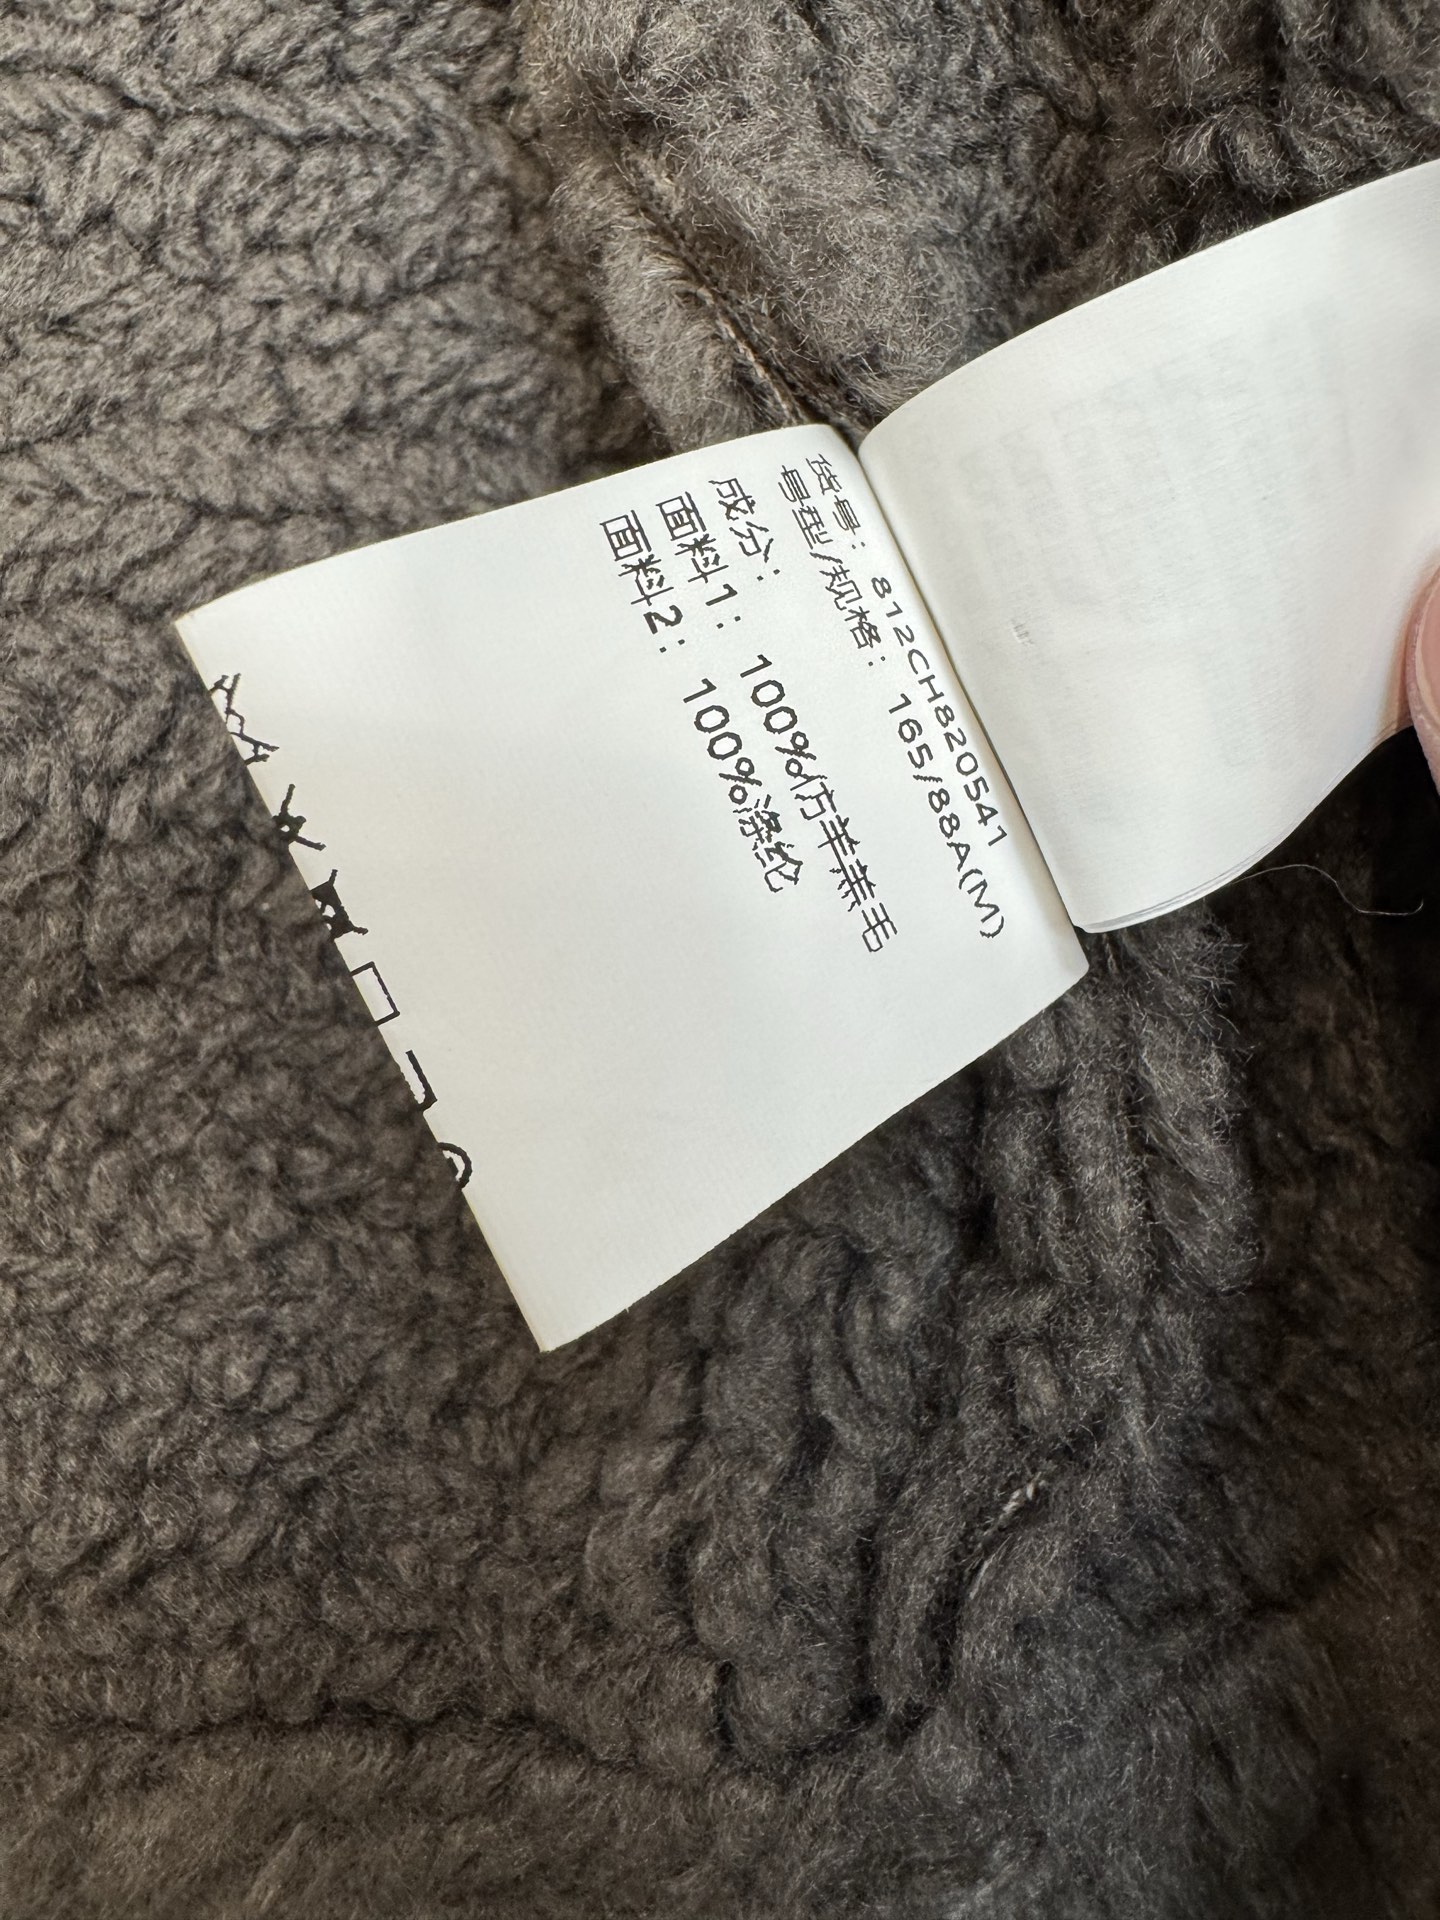 货号：812CH820541
号型/规格：165/88A(M)
成分：
面料1：100%仿羊羔毛
面料2：100%涤纶